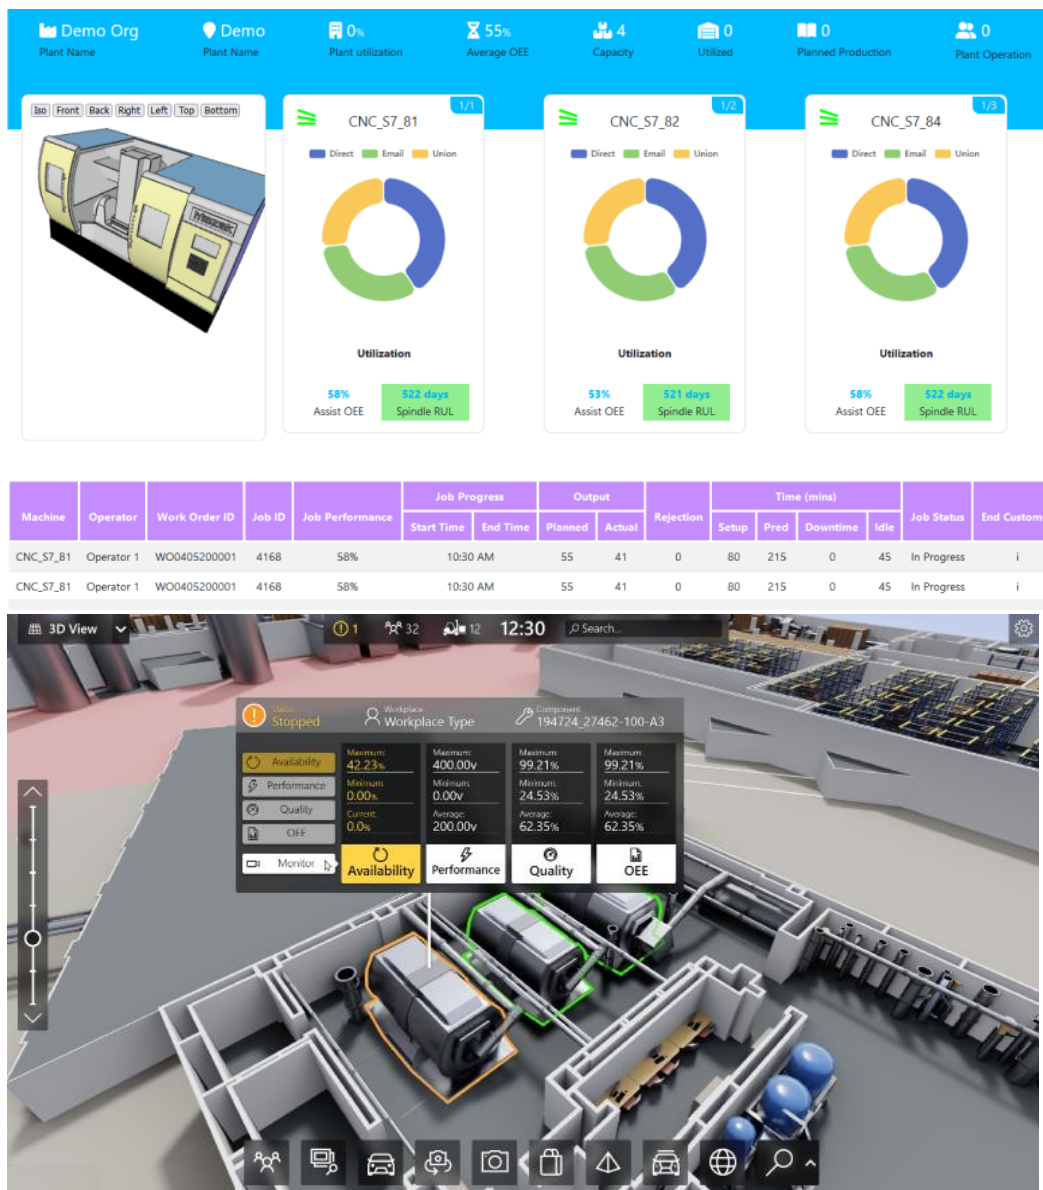 Demo Org
Plant Name
Demo
Plant Name
0%
Plant utilization
55%
Average OEE
4
Capacity
0
Utilized
0
Planned Production
0
Plant Operation
Iso Front Back Right Left Top Bottom
Mazak
1/1
CNC_S7_81
Direct Email Union
Utilization
58%
Assist OEE
522 days
Spindle RUL
1/2
CNC_S7_82
Direct Email Union
Utilization
53%
Assist OEE
521 days
Spindle RUL
1/3
CNC_S7_84
Direct Email Union
Utilization
58%
Assist OEE
522 days
Spindle RUL
Machine Operator Work Order ID Job ID Job Performance Job Progress Output Rejection Time (mins) Job Status End Custom
Start Time End Time Planned Actual Setup Pred Downtime Idle
CNC_S7_81 Operator 1 WO0405200001 4168 58% 10:30 AM 55 41 0 80 215 0 45 In Progress i
CNC_S7_81 Operator 1 WO0405200001 4168 58% 10:30 AM 55 41 0 80 215 0 45 In Progress i
3D View
1 32 12 12:30 Search...
Status
Stopped
Workplace
Workplace Type
Component
194724_27462-100-A3
Availability
Performance
Quality
OEE
Monitor
Maximum:
42.23%
Minimum:
0.00%
Current:
0.0%
Availability
Maximum:
400.00v
Minimum:
0.00v
Average:
200.00v
Performance
Maximum:
99.21%
Minimum:
24.53%
Average:
62.35%
Quality
Maximum:
99.21%
Minimum:
24.53%
Average:
62.35%
OEE